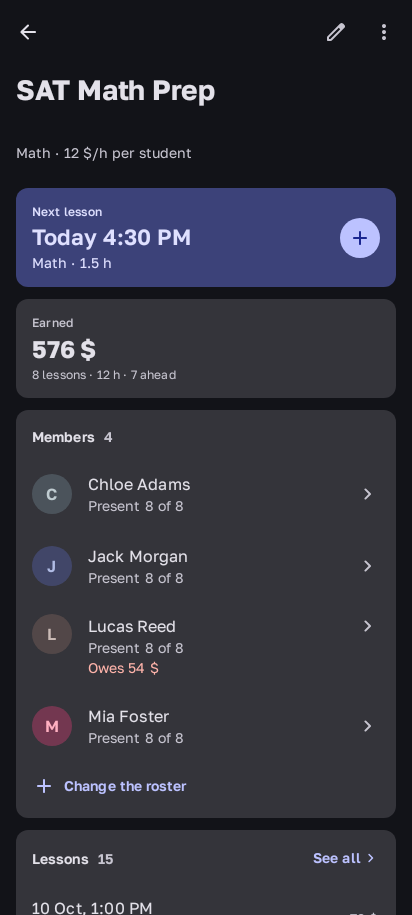 SAT Math Prep
Math · 12 $/h per student
Next lesson
Today 4:30 PM
Math · 1.5 h
Earned
576 $
8 lessons · 12 h · 7 ahead
Members 4
C
Chloe Adams
Present 8 of 8
J
Jack Morgan
Present 8 of 8
L
Lucas Reed
Present 8 of 8
Owes 54 $
M
Mia Foster
Present 8 of 8
Change the roster
Lessons 15
See all
10 Oct, 1:00 PM